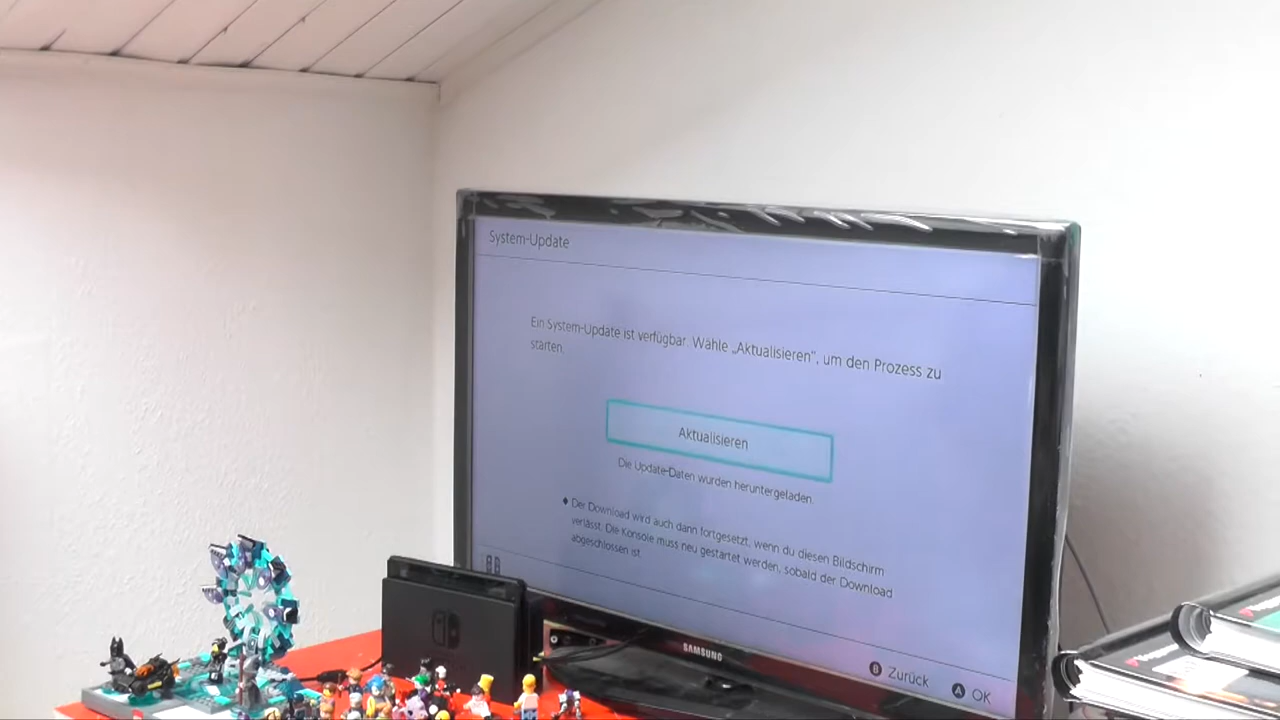 System-Update
Ein System-Update ist verfügbar. Wähle „Aktualisieren“, um den Prozess zu
starten.
Aktualisieren
Die Update-Daten wurden heruntergeladen.
Der Download wird auch dann fortgesetzt, wenn du diesen Bildschirm
verlässt. Die Konsole muss neu gestartet werden, sobald der Download
abgeschlossen ist.
B Zurück A OK
SAMSUNG